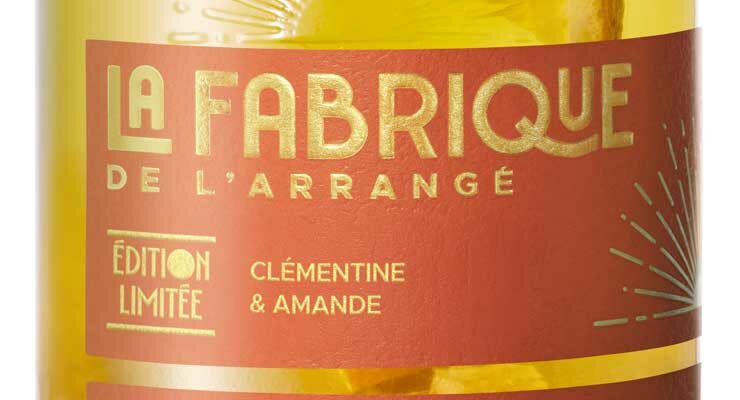 LA FABRIQUE
DE L'ARRANGÉ
ÉDITION
LIMITÉE
CLÉMENTINE
& AMANDE